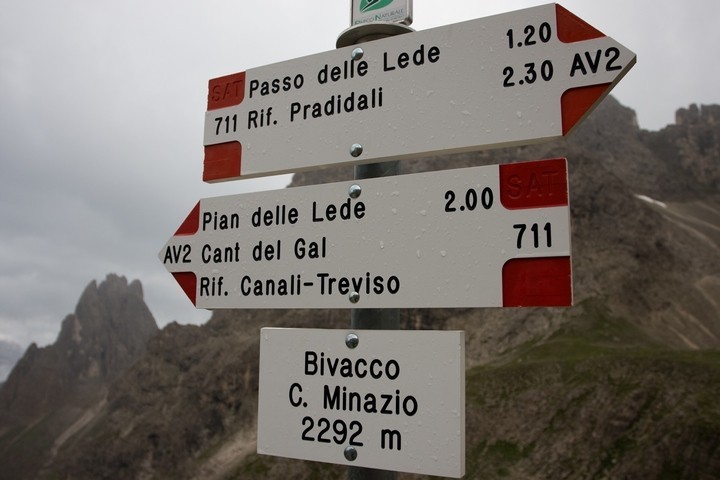 SAT Passo delle Lede 1.20
711 Rif. Pradidali 2.30 AV2
SAT
Pian delle Lede 2.00
AV2 Cant del Gal 711
Rif. Canali-Treviso
Bivacco
C. Minazio
2292 m